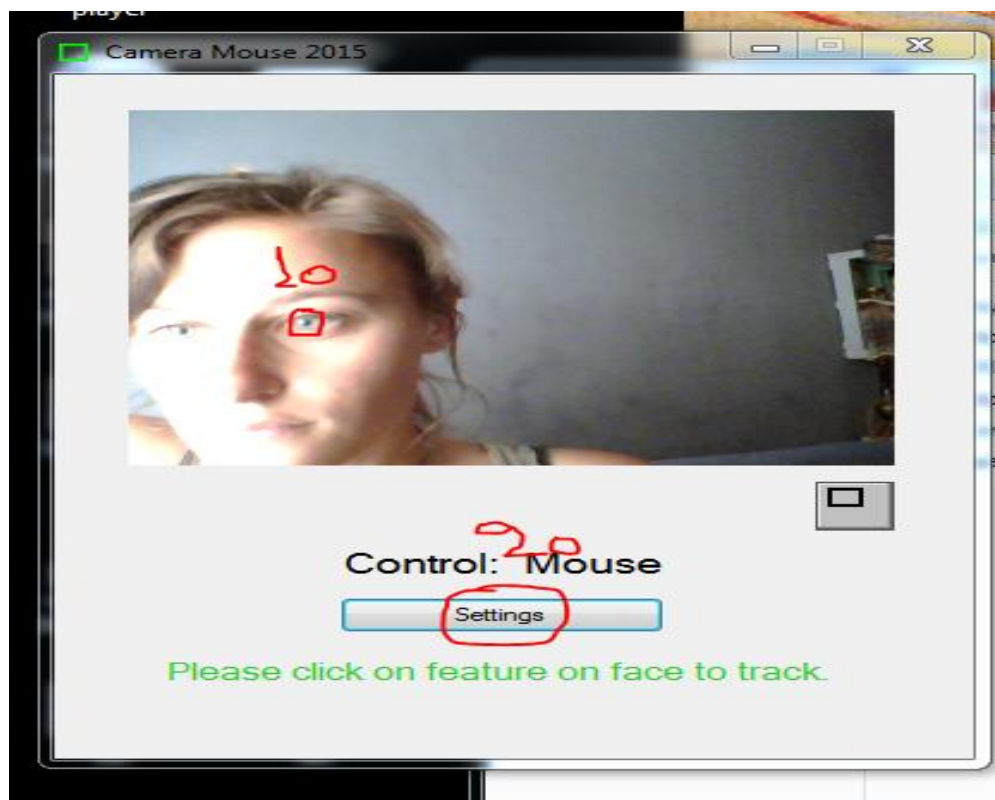 player
Camera Mouse 2015
1o
2o
Control: Mouse
Settings
Please click on feature on face to track.